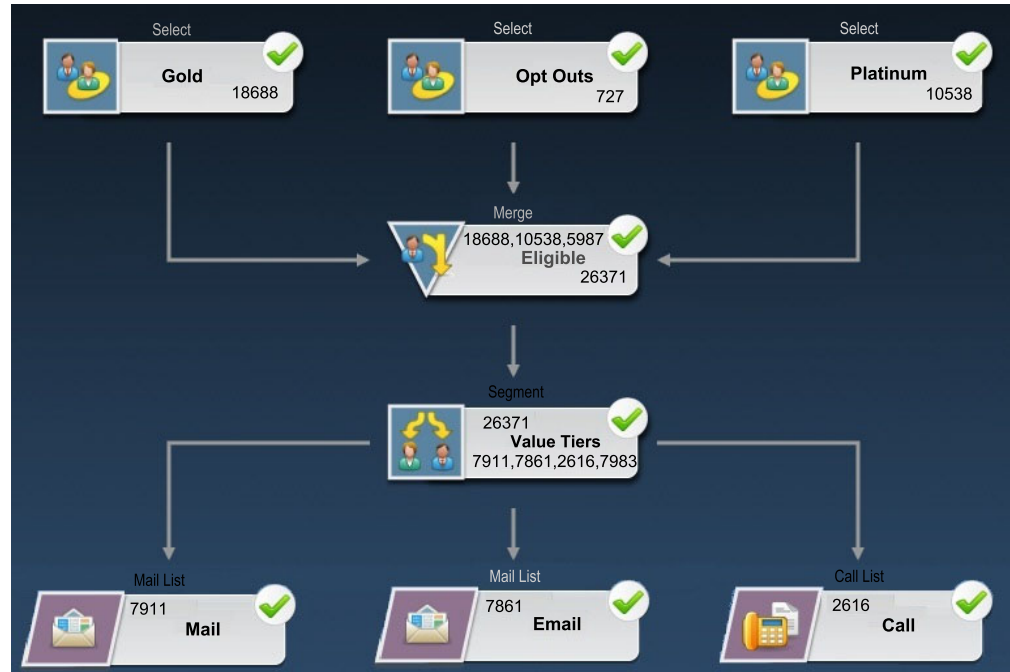 Select
Gold
18688
Select
Opt Outs
727
Select
Platinum
10538
Merge
18688,10538,5987
Eligible
26371
Segment
26371
Value Tiers
7911,7861,2616,7983
Mail List
7911
Mail
Mail List
7861
Email
Call List
2616
Call